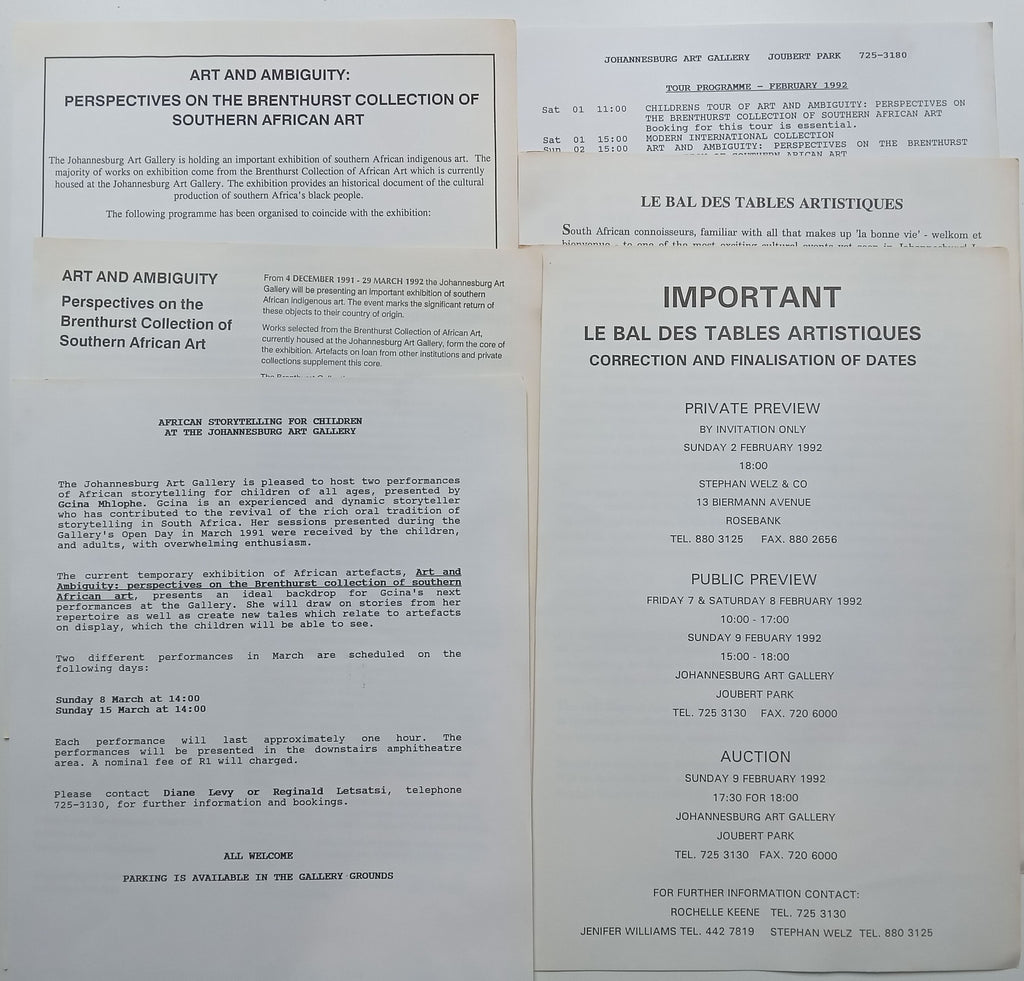 ART AND AMBIGUITY:
PERSPECTIVES ON THE BRENTHURST COLLECTION OF
SOUTHERN AFRICAN ART
The Johannesburg Art Gallery is holding an important exhibition of southern African indigenous art. The
majority of works on exhibition come from the Brenthurst Collection of African Art which is currently
housed at the Johannesburg Art Gallery. The exhibition provides an historical document of the cultural
production of southern Africa's black people.
The following programme has been organised to coincide with the exhibition:
ART AND AMBIGUITY
Perspectives on the
Brenthurst Collection of
Southern African Art
From 4 DECEMBER 1991 - 29 MARCH 1992 the Johannesburg Art
Gallery will be presenting an important exhibition of southern
African indigenous art. The event marks the significant return of
these objects to their country of origin.
Works selected from the Brenthurst Collection of African Art,
currently housed at the Johannesburg Art Gallery, form the core of
the exhibition. Artefacts on loan from other institutions and private
collections supplement this core.
AFRICAN STORYTELLING FOR CHILDREN
AT THE JOHANNESBURG ART GALLERY
The Johannesburg Art Gallery is pleased to host two performances
of African storytelling for children of all ages, presented by
Gcina Mhlophe. Gcina is an experienced and dynamic storyteller
who has contributed to the revival of the rich oral tradition of
storytelling in South Africa. Her sessions presented during the
Gallery's Open Day in March 1991 were received by the children,
and adults, with overwhelming enthusiasm.
The current temporary exhibition of African artefacts, Art and
Ambiguity: perspectives on the Brenthurst collection of southern
African art, presents an ideal backdrop for Gcina's next
performances at the Gallery. She will draw on stories from her
repertoire as well as create new tales which relate to artefacts
on display, which the children will be able to see.
Two different performances in March are scheduled on the
following days:
Sunday 8 March at 14:00
Sunday 15 March at 14:00
Each performance will last approximately one hour. The
performances will be presented in the downstairs amphitheatre
area. A nominal fee of R1 will charged.
Please contact Diane Levy or Reginald Letsatsi, telephone
725-3130, for further information and bookings.
ALL WELCOME
PARKING IS AVAILABLE IN THE GALLERY GROUNDS
JOHANNESBURG ART GALLERY JOUBERT PARK 725-3180
TOUR PROGRAMME - FEBRUARY 1992
Sat 01 11:00 CHILDRENS TOUR OF ART AND AMBIGUITY: PERSPECTIVES ON
THE BRENTHURST COLLECTION OF SOUTHERN AFRICAN ART
Booking for this tour is essential.
Sat 01 15:00 MODERN INTERNATIONAL COLLECTION
Sun 02 15:00 ART AND AMBIGUITY: PERSPECTIVES ON THE BRENTHURST
LE BAL DES TABLES ARTISTIQUES
South African connoisseurs, familiar with all that makes up 'la bonne vie' - welkom et
IMPORTANT
LE BAL DES TABLES ARTISTIQUES
CORRECTION AND FINALISATION OF DATES
PRIVATE PREVIEW
BY INVITATION ONLY
SUNDAY 2 FEBRUARY 1992
18:00
STEPHAN WELZ & CO
13 BIERMANN AVENUE
ROSEBANK
TEL. 880 3125 FAX. 880 2656
PUBLIC PREVIEW
FRIDAY 7 & SATURDAY 8 FEBRUARY 1992
10:00 - 17:00
SUNDAY 9 FEBUARY 1992
15:00 - 18:00
JOHANNESBURG ART GALLERY
JOUBERT PARK
TEL. 725 3130 FAX. 720 6000
AUCTION
SUNDAY 9 FEBRUARY 1992
17:30 FOR 18:00
JOHANNESBURG ART GALLERY
JOUBERT PARK
TEL. 725 3130 FAX. 720 6000
FOR FURTHER INFORMATION CONTACT:
ROCHELLE KEENE TEL. 725 3130
JENIFER WILLIAMS TEL. 442 7819 STEPHAN WELZ TEL. 880 3125